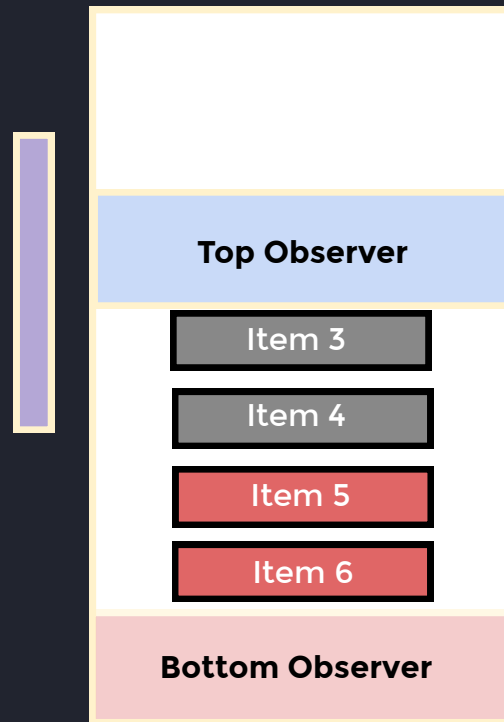 Top Observer
Item 3
Item 4
Item 5
Item 6
Bottom Observer